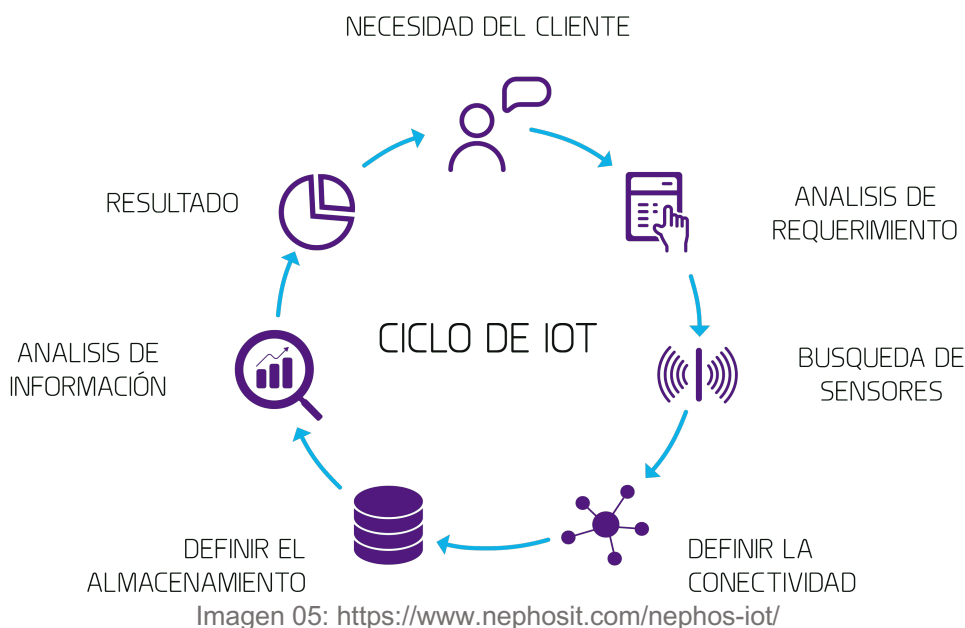 NECESIDAD DEL CLIENTE
ANALISIS DE
REQUERIMIENTO
BUSQUEDA DE
SENSORES
DEFINIR LA
CONECTIVIDAD
DEFINIR EL
ALMACENAMIENTO
ANALISIS DE
INFORMACIÓN
RESULTADO
CICLO DE IOT
Imagen 05: https://www.nephosit.com/nephos-iot/